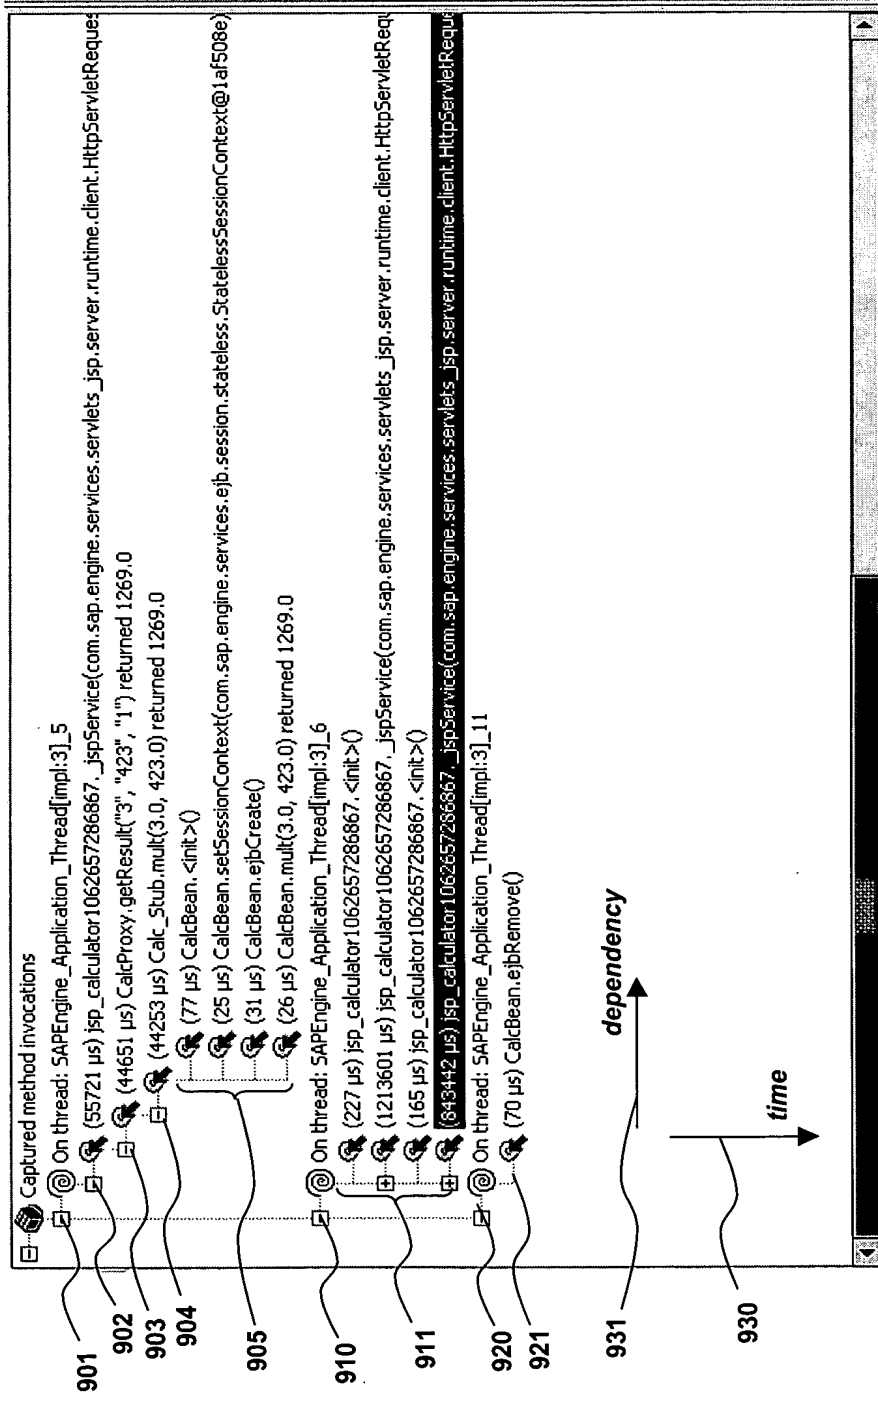 Captured method invocations
On thread: SAPEngine_Application_Thread[impl:3]_5
(55721 µs) jsp_calculator1062657286867._jspService(com.sap.engine.services.servlets_jsp.server.runtime.client.HttpServletReques
(44651 µs) CalcProxy.getResult("3", "423", "1") returned 1269.0
(44253 µs) Calc_Stub.mult(3.0, 423.0) returned 1269.0
(77 µs) CalcBean.<init>()
(25 µs) CalcBean.setSessionContext(com.sap.engine.services.ejb.session.stateless.StatelessSessionContext@1af508e)
(31 µs) CalcBean.ejbCreate()
(26 µs) CalcBean.mult(3.0, 423.0) returned 1269.0
On thread: SAPEngine_Application_Thread[impl:3]_6
(227 µs) jsp_calculator1062657286867.<init>()
(1213601 µs) jsp_calculator1062657286867._jspService(com.sap.engine.services.servlets_jsp.server.runtime.client.HttpServletRequ
(165 µs) jsp_calculator1062657286867.<init>()
(843442 µs) jsp_calculator1062657286867._jspService(com.sap.engine.services.servlets_jsp.server.runtime.client.HttpServletReque
On thread: SAPEngine_Application_Thread[impl:3]_11
(70 µs) CalcBean.ejbRemove()
dependency
time
901
902
903
904
905
910
911
920
921
931
930